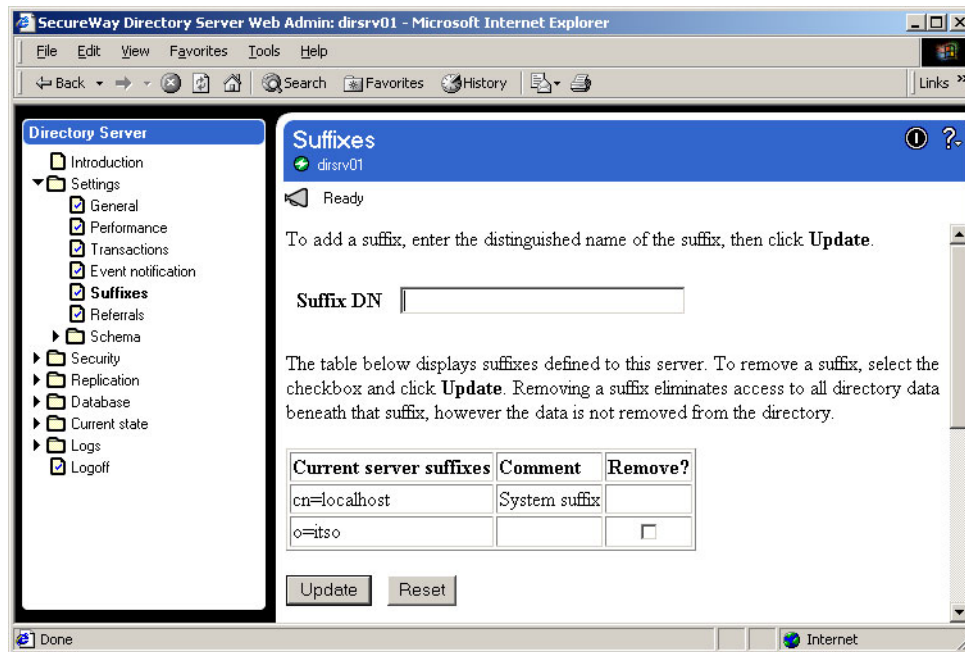 SecureWay Directory Server Web Admin: dirsrv01 - Microsoft Internet Explorer
File Edit View Favorites Tools Help
Back Search Favorites History Links »
Directory Server
Introduction
Settings
General
Performance
Transactions
Event notification
Suffixes
Referrals
Schema
Security
Replication
Database
Current state
Logs
Logoff
Suffixes
dirsrv01
Ready
To add a suffix, enter the distinguished name of the suffix, then click Update.
Suffix DN
The table below displays suffixes defined to this server. To remove a suffix, select the
checkbox and click Update. Removing a suffix eliminates access to all directory data
beneath that suffix, however the data is not removed from the directory.
Current server suffixes Comment Remove?
cn=localhost System suffix
o=itso
Update Reset
Done Internet